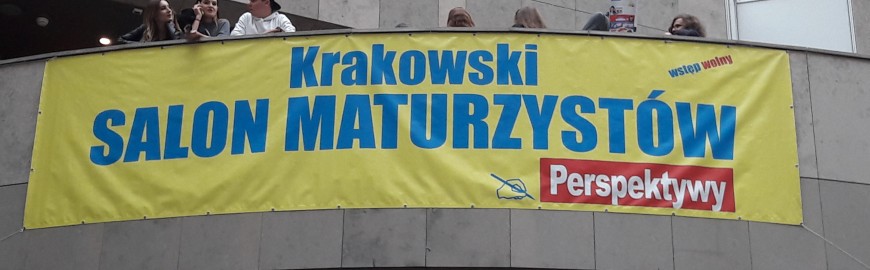 Krakowski
wstęp wolny
SALON MATURZYSTÓW
Perspektywy